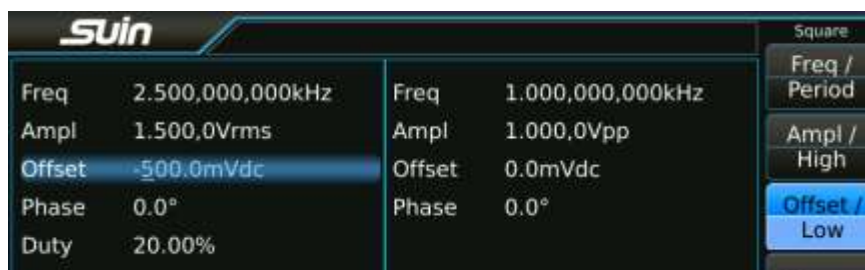 SUin
Square
Freq 2.500,000,000kHz
Ampl 1.500,0Vrms
Offset -500.0mVdc
Phase 0.0°
Duty 20.00%
Freq 1.000,000,000kHz
Ampl 1.000,0Vpp
Offset 0.0mVdc
Phase 0.0°
Freq /
Period
Ampl /
High
Offset /
Low